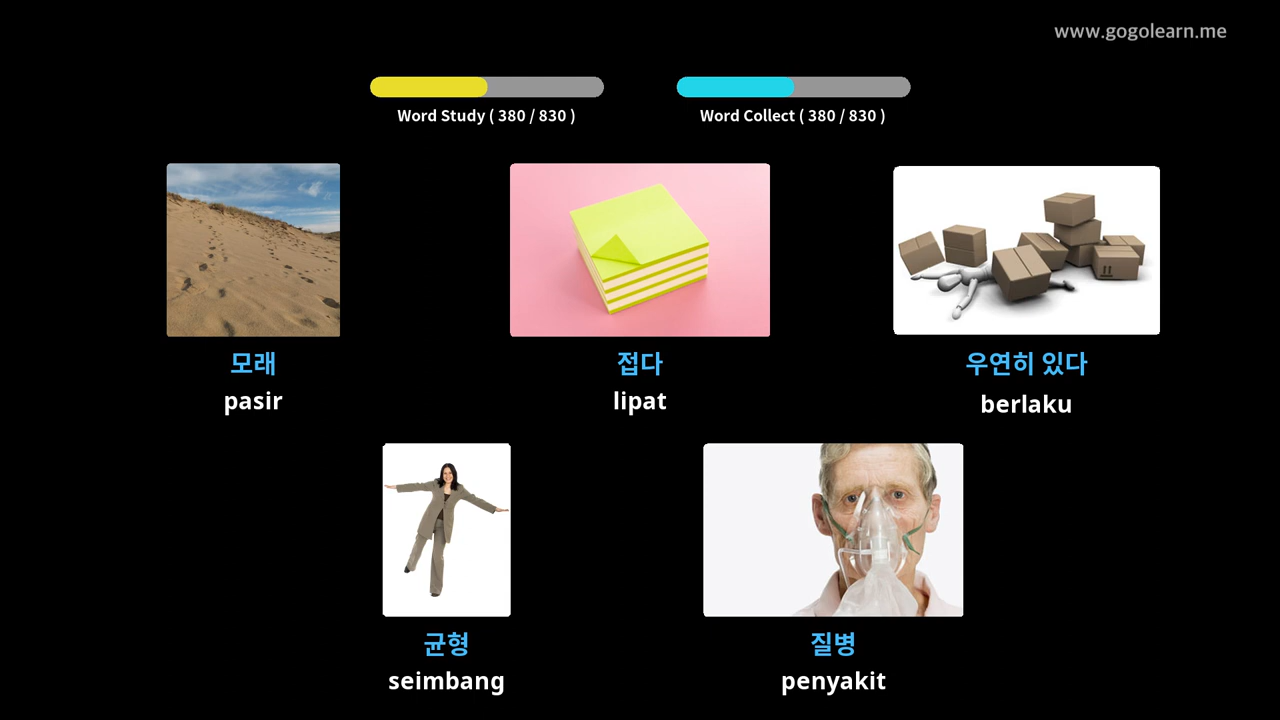 www.gogolearn.me
Word Study ( 380 / 830 )
Word Collect ( 380 / 830 )
모래
pasir
접다
lipat
우연히 있다
berlaku
균형
seimbang
질병
penyakit